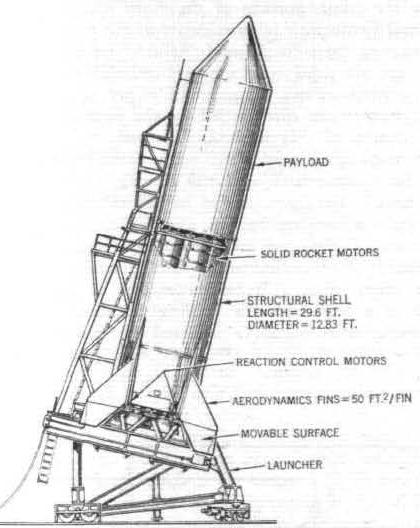 PAYLOAD
SOLID ROCKET MOTORS
STRUCTURAL SHELL
LENGTH = 29.6 FT.
DIAMETER = 12.83 FT.
REACTION CONTROL MOTORS
AERODYNAMICS FINS = 50 FT.²/FIN
MOVABLE SURFACE
LAUNCHER